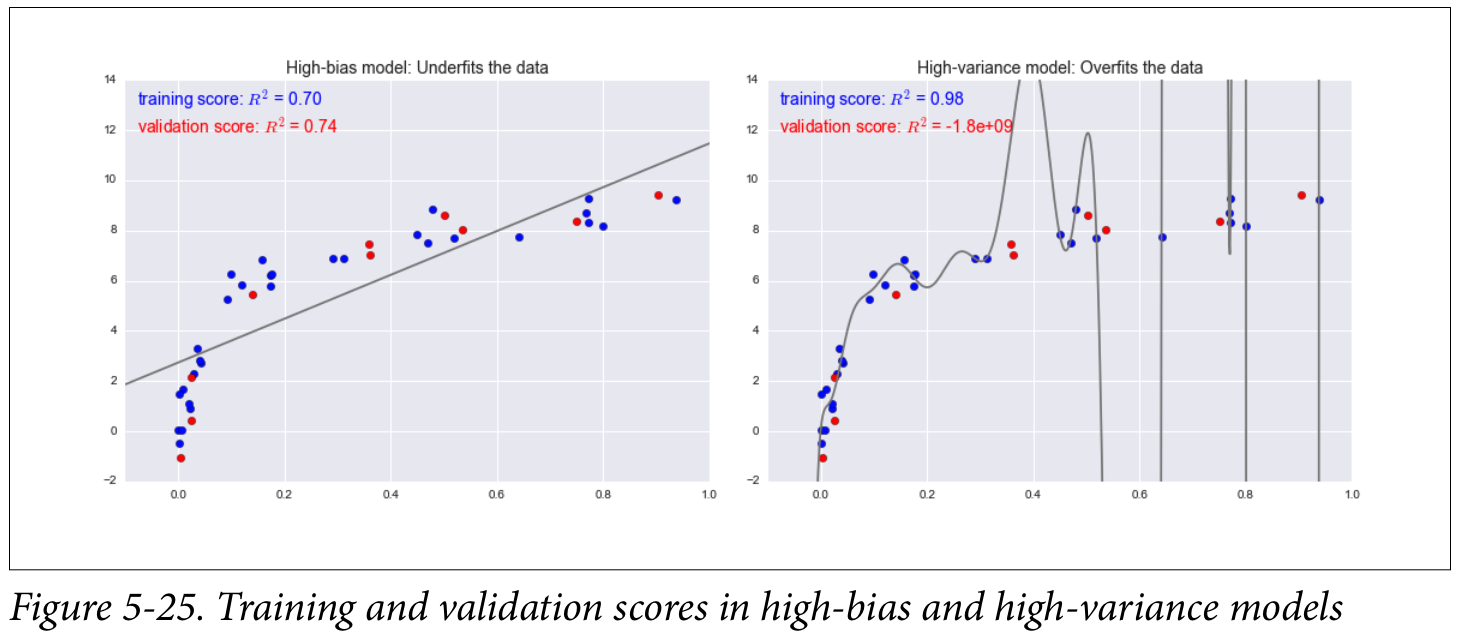 High-bias model: Underfits the data
training score: R² = 0.70
validation score: R² = 0.74
14
12
10
8
6
4
2
0
−2
0.0 0.2 0.4 0.6 0.8 1.0
High-variance model: Overfits the data
training score: R² = 0.98
validation score: R² = -1.8e+09
14
12
10
8
6
4
2
0
−2
0.0 0.2 0.4 0.6 0.8 1.0
Figure 5-25. Training and validation scores in high-bias and high-variance models